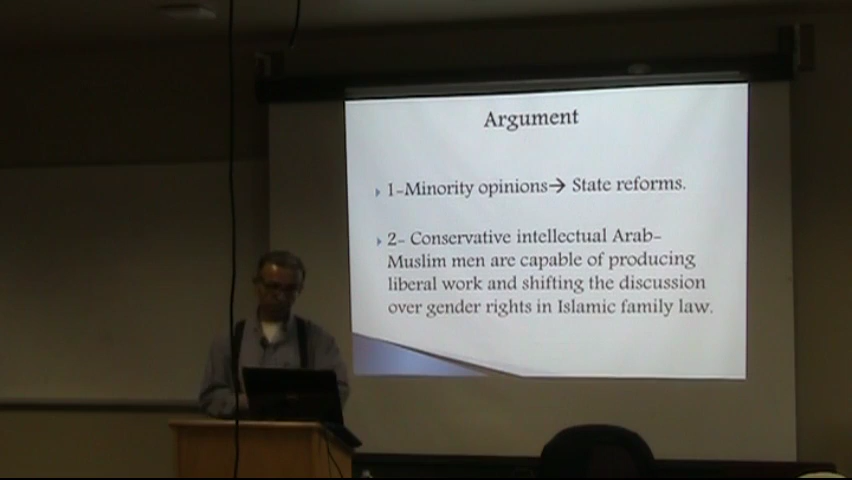 Argument
1-Minority opinions→ State reforms.
2- Conservative intellectual Arab-
Muslim men are capable of producing
liberal work and shifting the discussion
over gender rights in Islamic family law.